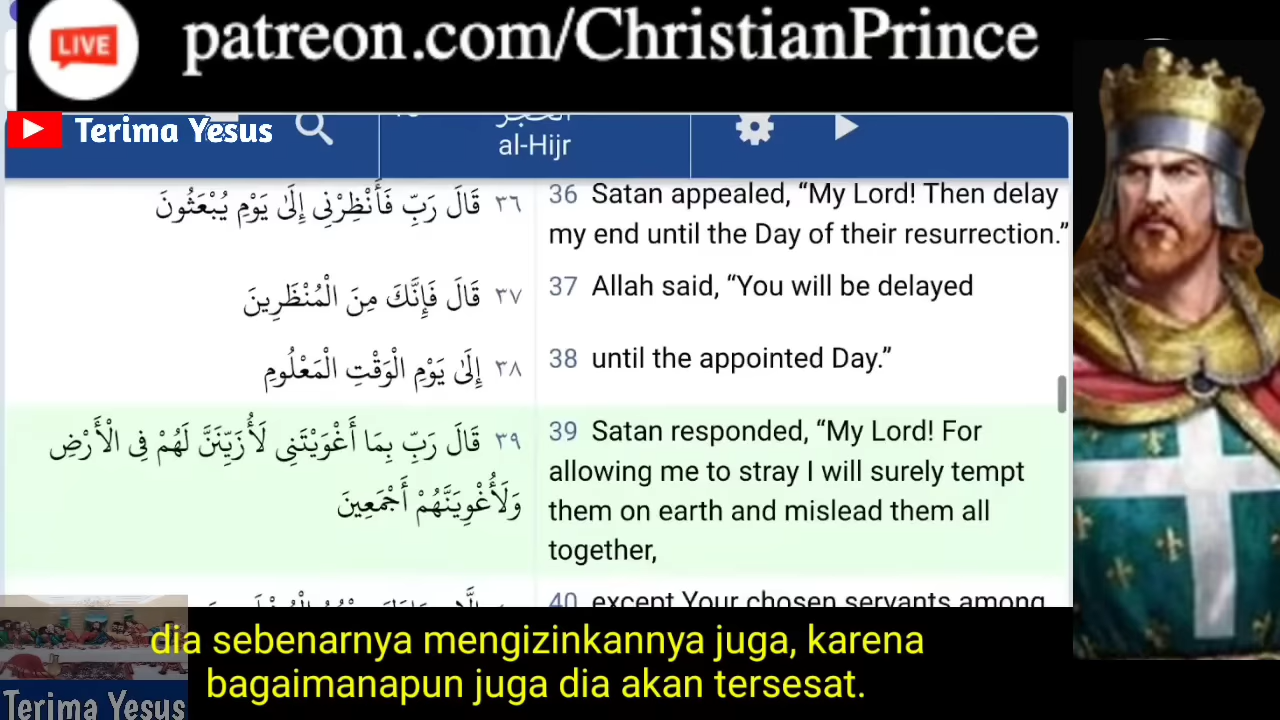 LIVE
patreon.com/ChristianPrince
Terima Yesus
al-Hijr
٣٦ قَالَ رَبِّ فَأَنْظِرْنِى إِلَىٰ يَوْمِ يُبْعَثُونَ
36 Satan appealed, “My Lord! Then delay
my end until the Day of their resurrection.”
٣٧ قَالَ فَإِنَّكَ مِنَ الْمُنْظَرِينَ
37 Allah said, “You will be delayed
٣٨ إِلَىٰ يَوْمِ الْوَقْتِ الْمَعْلُومِ
38 until the appointed Day.”
٣٩ قَالَ رَبِّ بِمَا أَغْوَيْتَنِى لَأُزَيِّنَنَّ لَهُمْ فِى الْأَرْضِ
وَلَأُغْوِيَنَّهُمْ أَجْمَعِينَ
39 Satan responded, “My Lord! For
allowing me to stray I will surely tempt
them on earth and mislead them all
together,
40 except Your chosen servants among
dia sebenarnya mengizinkannya juga, karena
bagaimanapun juga dia akan tersesat.
Terima Yesus